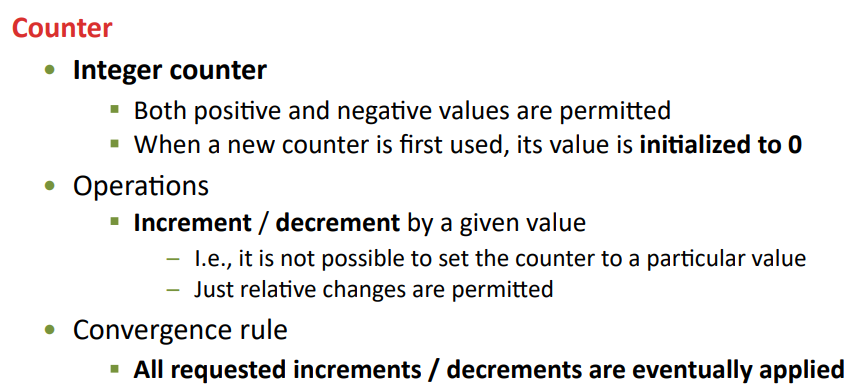 Counter
• Integer counter
▪ Both positive and negative values are permitted
▪ When a new counter is first used, its value is initialized to 0
• Operations
▪ Increment / decrement by a given value
– I.e., it is not possible to set the counter to a particular value
– Just relative changes are permitted
• Convergence rule
▪ All requested increments / decrements are eventually applied